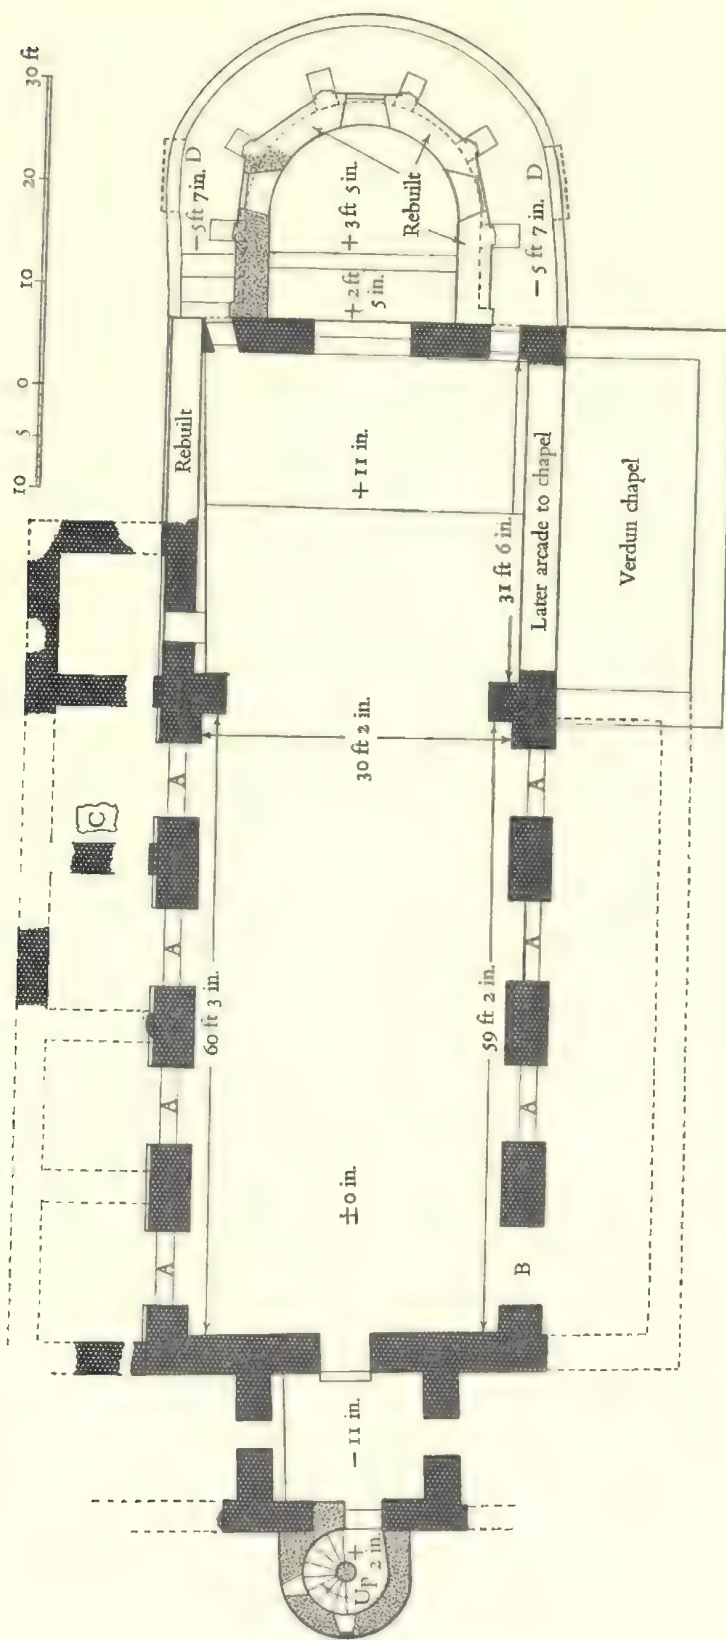 10 5 0 10 20 30 ft
C
A
A
A
A
Rebuilt
D
– 5 ft 7 in.
60 ft 3 in.
– 11 in.
Up
+
2 in.
±0 in.
30 ft 2 in.
+ 11 in.
+ 2 ft
5 in.
+ 3 ft 5 in.
Rebuilt
59 ft 2 in.
31 ft 6 in.
B
A
A
A
Later arcade to chapel
– 5 ft 7 in. D
Verdun chapel